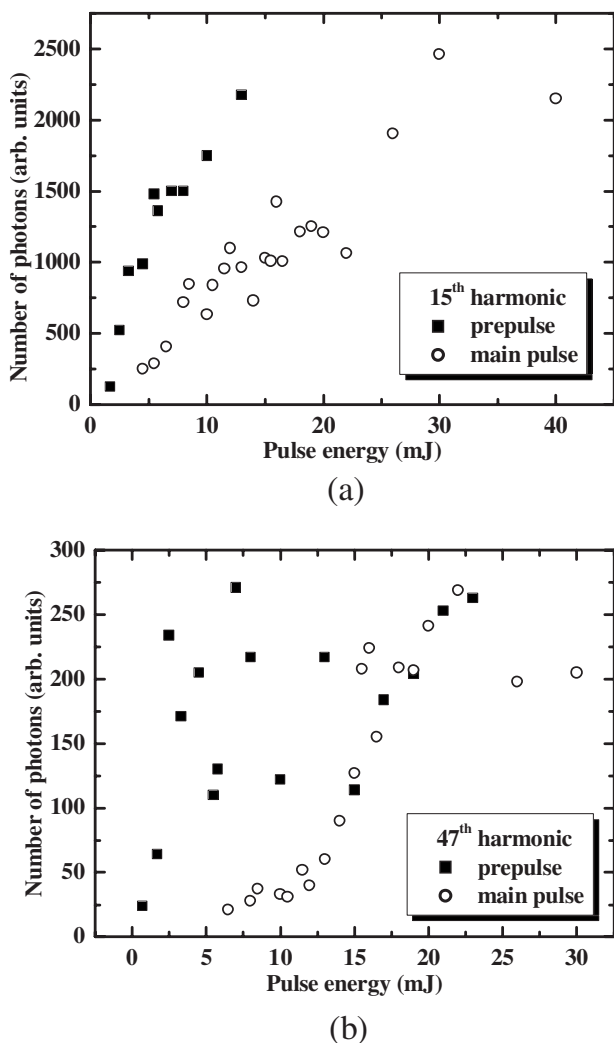 2500
2000
1500
1000
500
0
Number of photons (arb. units)
15th harmonic
prepulse
main pulse
0 10 20 30 40
Pulse energy (mJ)
(a)
300
250
200
150
100
50
0
Number of photons (arb. units)
47th harmonic
prepulse
main pulse
0 5 10 15 20 25 30
Pulse energy (mJ)
(b)